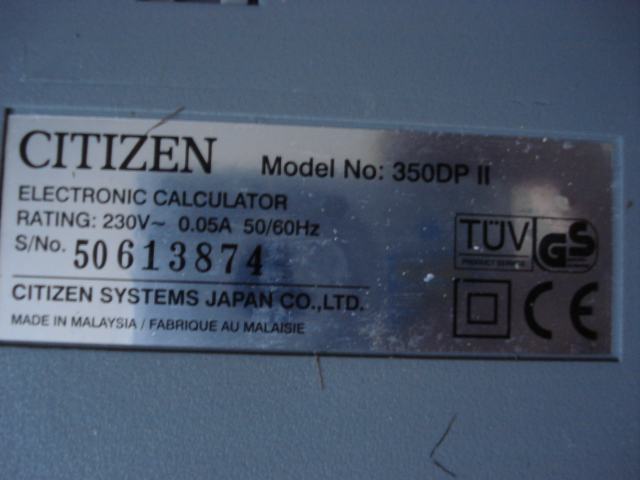 CITIZEN Model No: 350DP II
ELECTRONIC CALCULATOR
RATING: 230V~ 0.05A 50/60Hz
S/No. 50613874
TÜV GS
CITIZEN SYSTEMS JAPAN CO.,LTD.
CE
MADE IN MALAYSIA / FABRIQUE AU MALAISIE